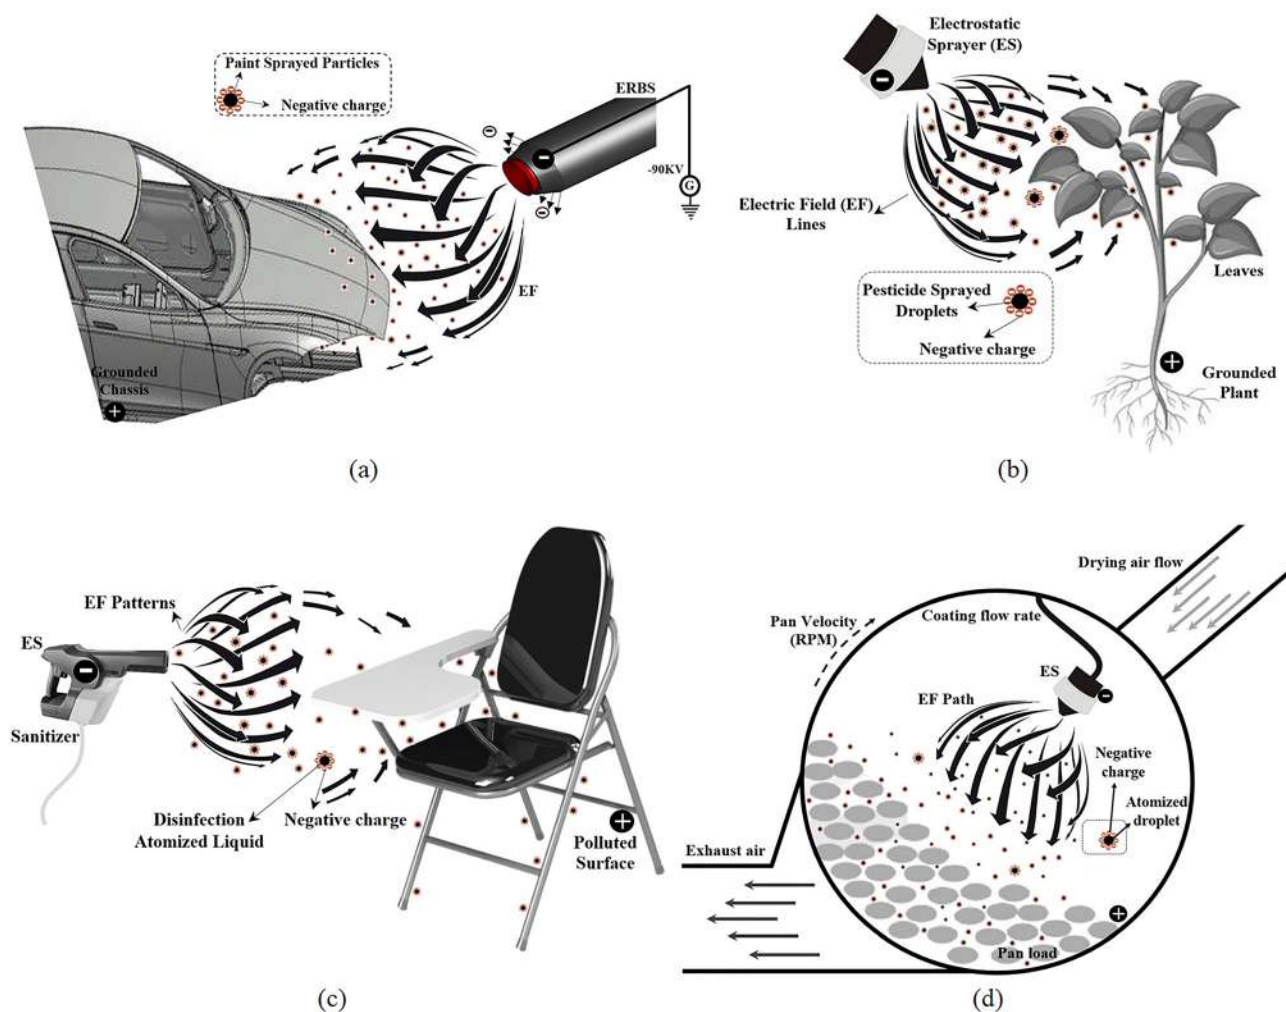 Paint Sprayed Particles
Negative charge
ERBS
-90KV
G
EF
Grounded
Chassis
(a)
Electrostatic
Sprayer (ES)
Electric Field (EF)
Lines
Leaves
Pesticide Sprayed
Droplets
Negative charge
Grounded
Plant
(b)
EF Patterns
ES
Sanitizer
Disinfection
Atomized Liquid
Negative charge
Polluted
Surface
(c)
Drying air flow
Pan Velocity
(RPM)
Coating flow rate
ES
EF Path
Negative
charge
Atomized
droplet
Exhaust air
Pan load
(d)